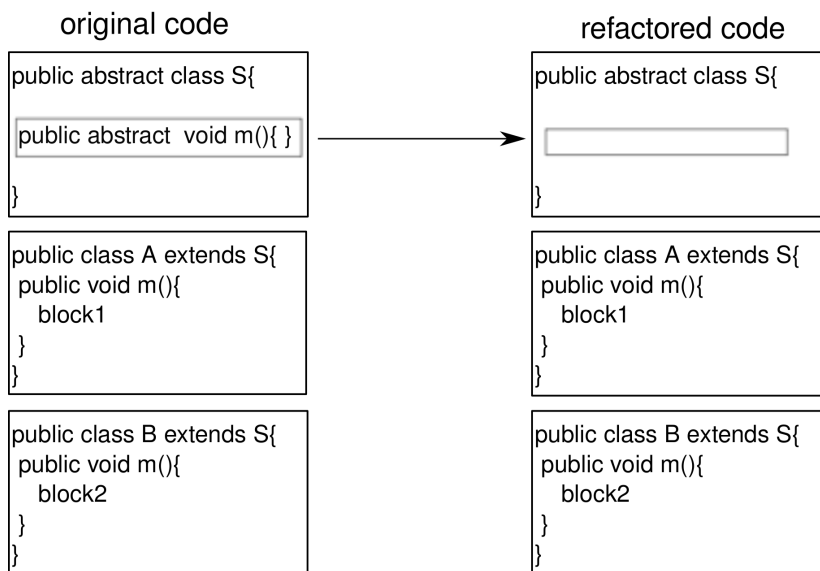 original code
public abstract class S{
public abstract  void m(){ }
}
public class A extends S{
public void m(){
block1
}
}
public class B extends S{
public void m(){
block2
}
}
refactored code
public abstract class S{
}
public class A extends S{
public void m(){
block1
}
}
public class B extends S{
public void m(){
block2
}
}